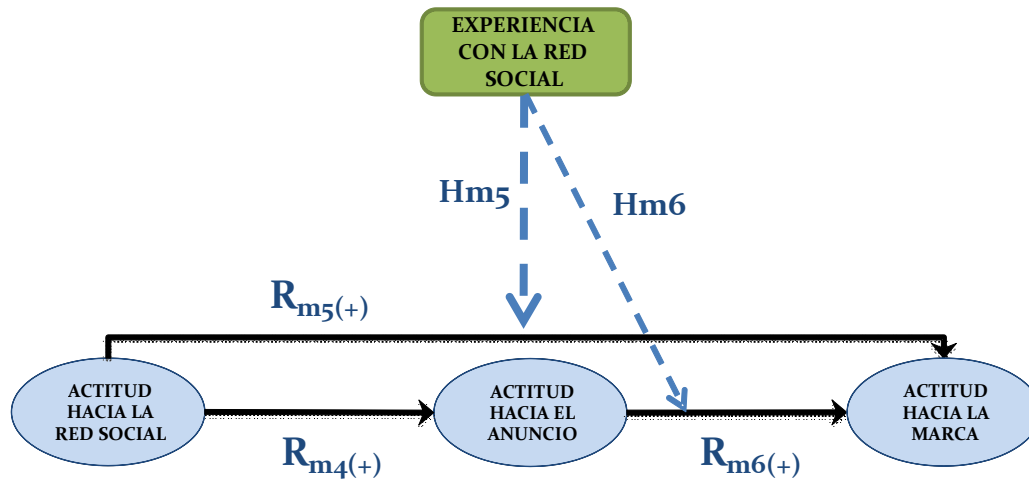 EXPERIENCIA
CON LA RED
SOCIAL
Hm5
Hm6
Rm5(+)
ACTITUD
HACIA LA
RED SOCIAL
ACTITUD
HACIA EL
ANUNCIO
ACTITUD
HACIA LA
MARCA
Rm4(+)
Rm6(+)